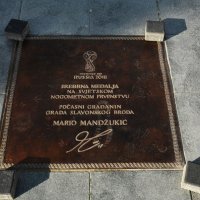 RUSSIA 2018
SREBRNA MEDALJA
NA SVJETSKOM
NOGOMETNOM PRVENSTVU
POČASNI GRAĐANIN
GRADA SLAVONSKOG BRODA
MARIO MANDŽUKIĆ